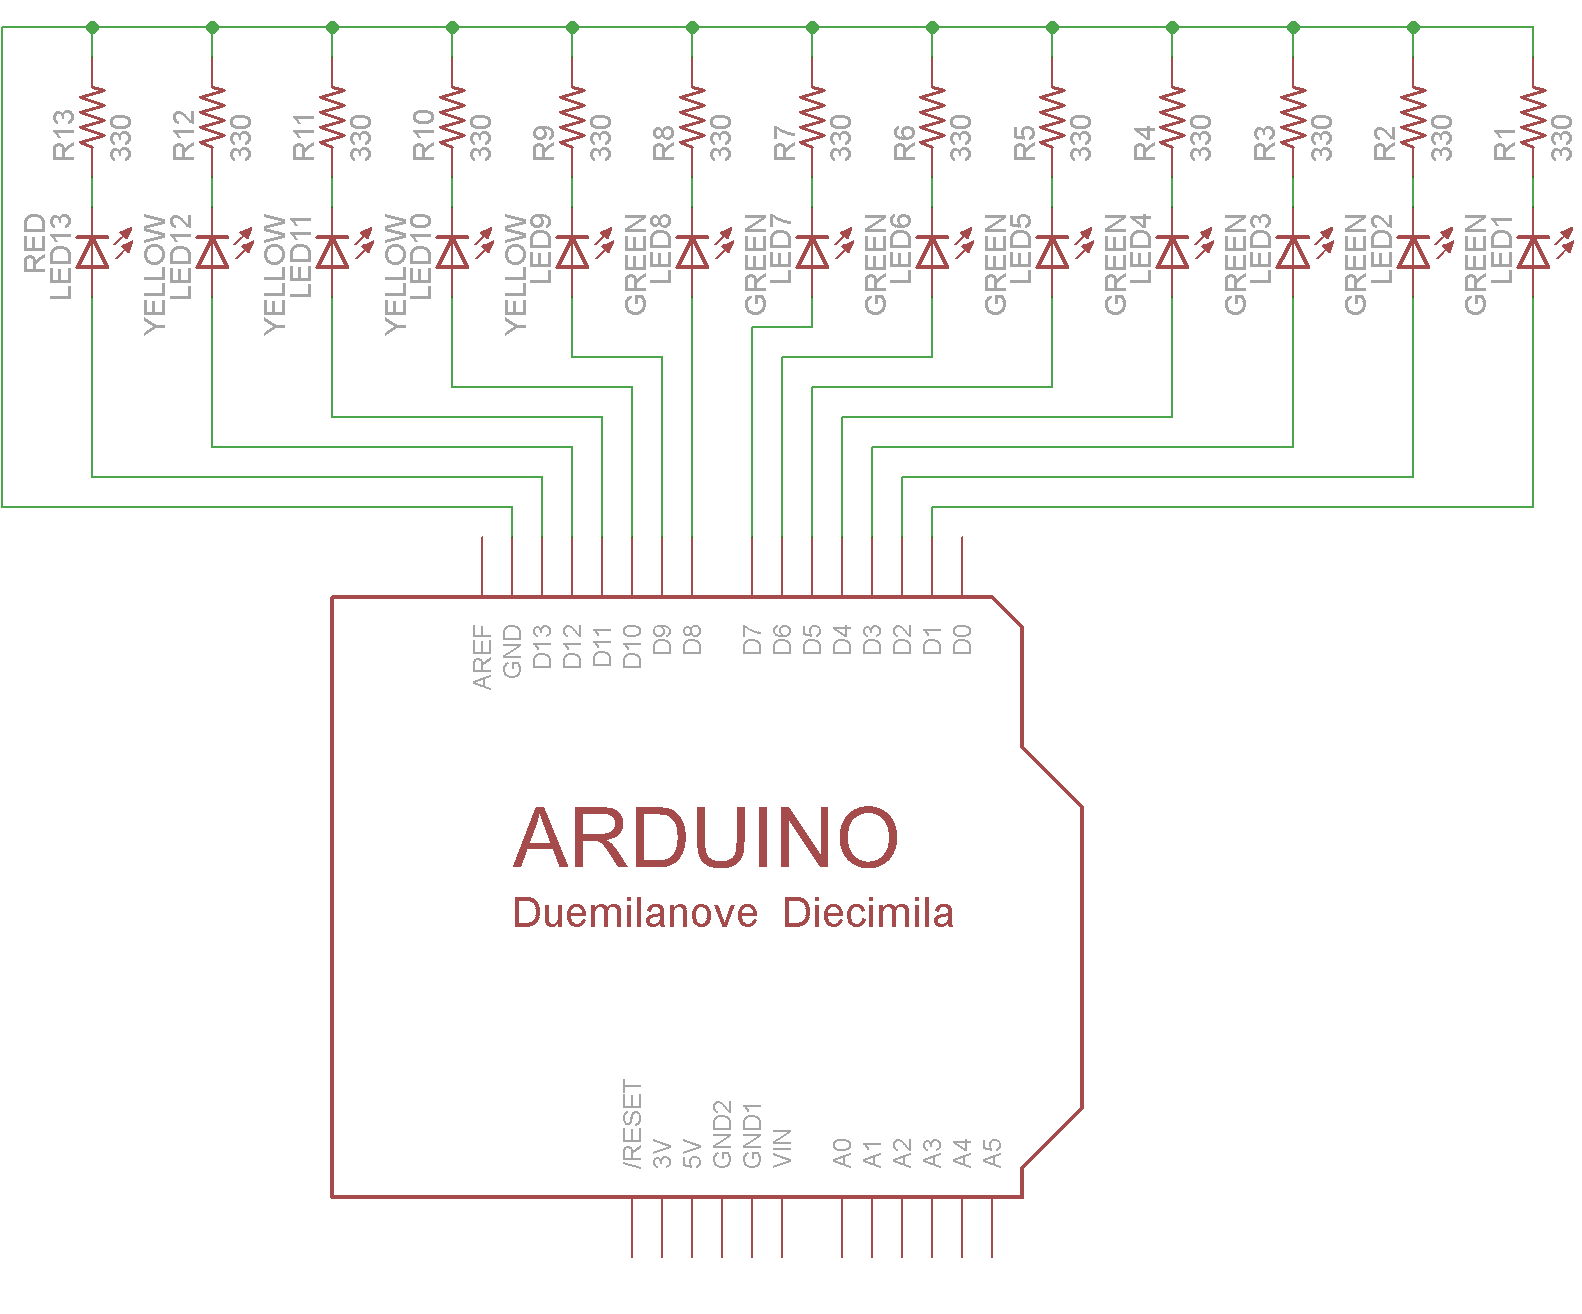 R13
330
R12
330
R11
330
R10
330
R9
330
R8
330
R7
330
R6
330
R5
330
R4
330
R3
330
R2
330
R1
330
RED
LED13
YELLOW
LED12
YELLOW
LED11
YELLOW
LED10
YELLOW
LED9
GREEN
LED8
GREEN
LED7
GREEN
LED6
GREEN
LED5
GREEN
LED4
GREEN
LED3
GREEN
LED2
GREEN
LED1
AREF
GND
D13
D12
D11
D10
D9
D8
D7
D6
D5
D4
D3
D2
D1
D0
ARDUINO
Duemilanove Diecimila
/RESET
3V
5V
GND2
GND1
VIN
A0
A1
A2
A3
A4
A5